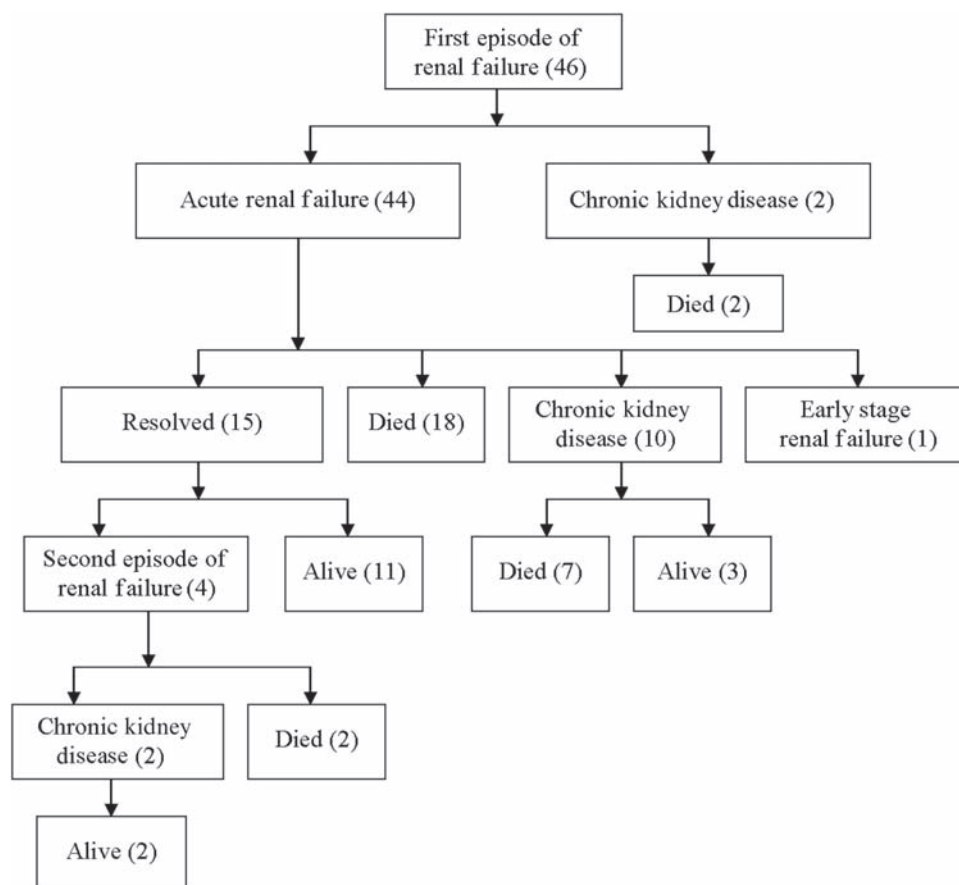 First episode of
renal failure (46)
Acute renal failure (44)
Chronic kidney disease (2)
Died (2)
Resolved (15)
Died (18)
Chronic kidney
disease (10)
Early stage
renal failure (1)
Second episode of
renal failure (4)
Alive (11)
Died (7)
Alive (3)
Chronic kidney
disease (2)
Died (2)
Alive (2)